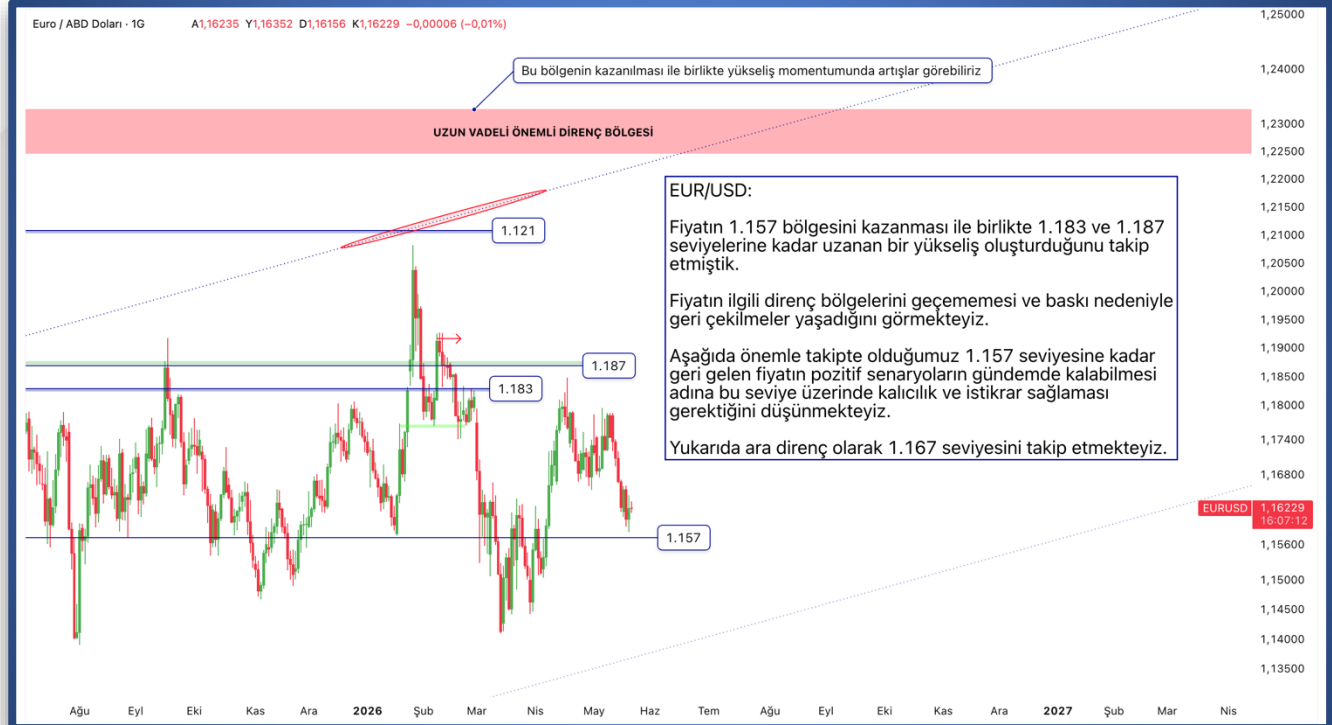 Euro / ABD Doları · 1G A1,16235 Y1,16352 D1,16156 K1,16229 −0,00006 (−0,01%)
Bu bölgenin kazanılması ile birlikte yükseliş momentumunda artışlar görebiliriz
UZUN VADELİ ÖNEMLİ DİRENÇ BÖLGESİ
EUR/USD:
Fiyatın 1.157 bölgesini kazanması ile birlikte 1.183 ve 1.187
seviyelerine kadar uzanan bir yükseliş oluşturduğunu takip
etmiştik.
Fiyatın ilgili direnç bölgelerini geçememesi ve baskı nedeniyle
geri çekilmeler yaşadığını görmekteyiz.
Aşağıda önemle takipte olduğumuz 1.157 seviyesine kadar
geri gelen fiyatın pozitif senaryoların gündemde kalabilmesi
adına bu seviye üzerinde kalıcılık ve istikrar sağlaması
gerektiğini düşünmekteyiz.
Yukarıda ara direnç olarak 1.167 seviyesini takip etmekteyiz.
1.121
1.187
1.183
1.157
1,25000
1,24000
1,23000
1,22500
1,22000
1,21500
1,21000
1,20500
1,20000
1,19500
1,19000
1,18500
1,18000
1,17400
1,16800
EURUSD 1,16229
16:07:12
1,15600
1,15000
1,14500
1,14000
1,13500
Ağu Eyl Eki Kas Ara 2026 Şub Mar Nis May Haz Tem Ağu Eyl Eki Kas Ara 2027 Şub Mar Nis